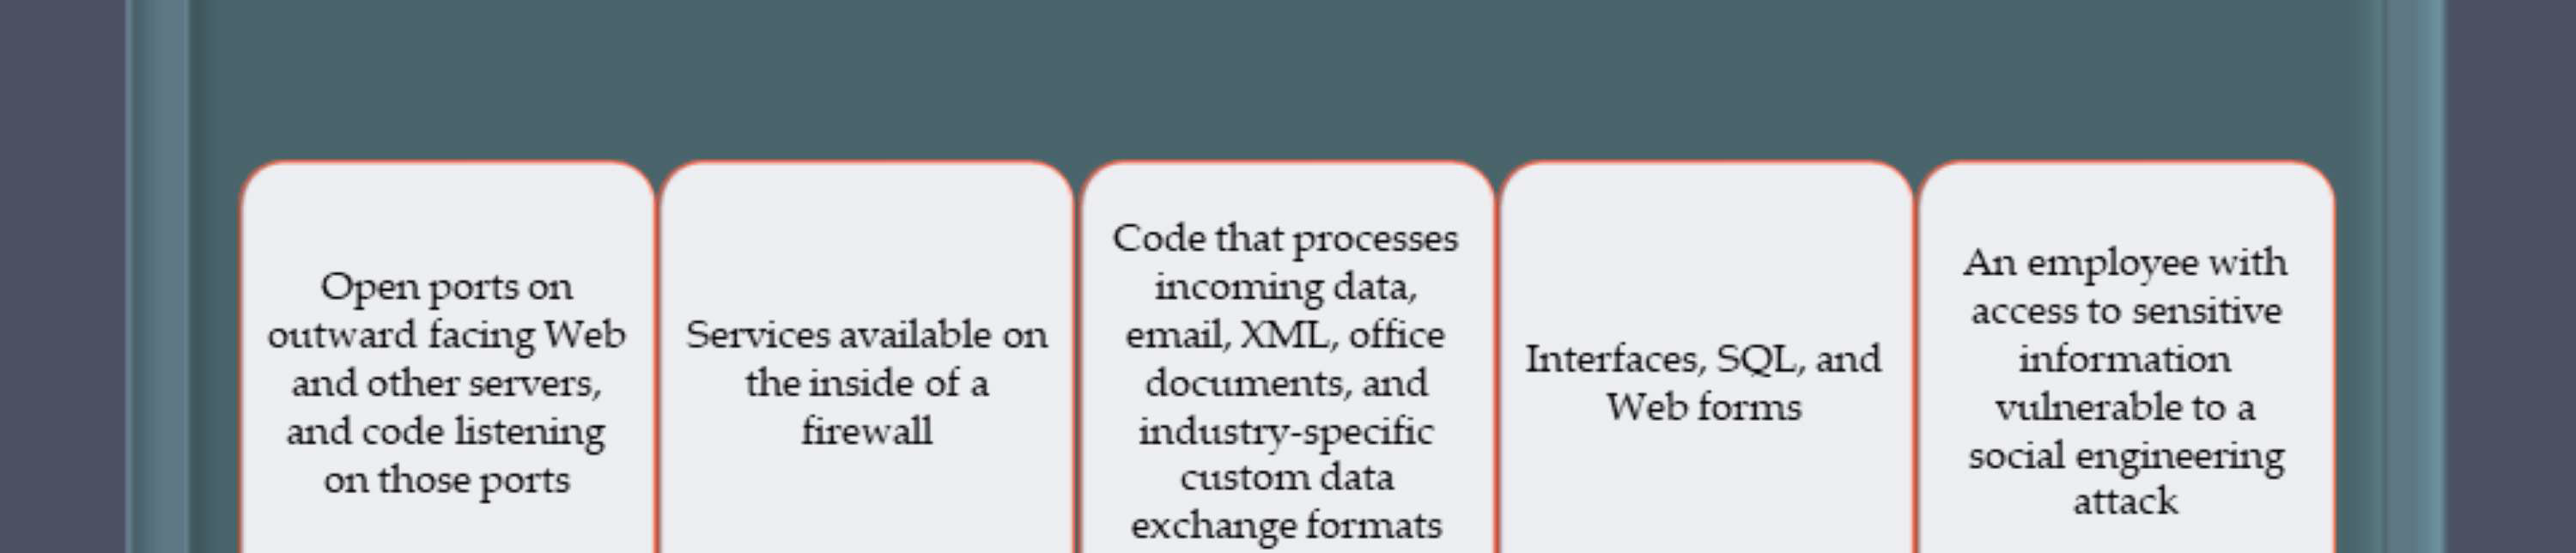 Open ports on
outward facing Web
and other servers,
and code listening
on those ports
Services available on
the inside of a
firewall
Code that processes
incoming data,
email, XML, office
documents, and
industry-specific
custom data
exchange formats
Interfaces, SQL, and
Web forms
An employee with
access to sensitive
information
vulnerable to a
social engineering
attack